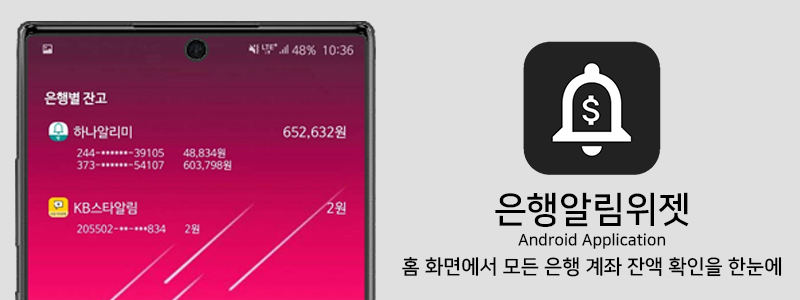 LTE+ 48% 10:36
은행별 잔고
하나알리미 652,632원
244-••••••-39105 48,834원
373-••••••-54107 603,798원
KB스타알림 2원
205502-••-•••834 2원
$
은행알림위젯
Android Application
홈 화면에서 모든 은행 계좌 잔액 확인을 한눈에